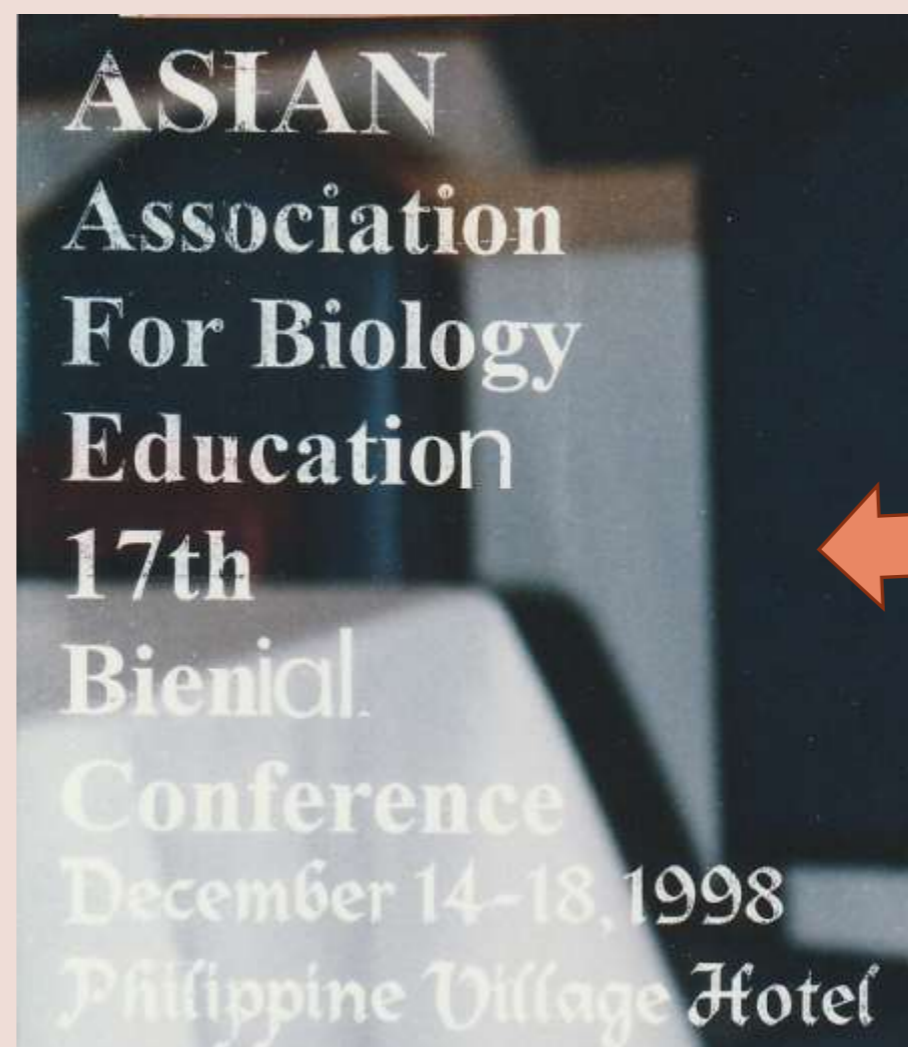 ASIAN
Association
For Biology
Education
17th
Bienial.
Conference
December 14-18,1998
Philippine Village Hotel